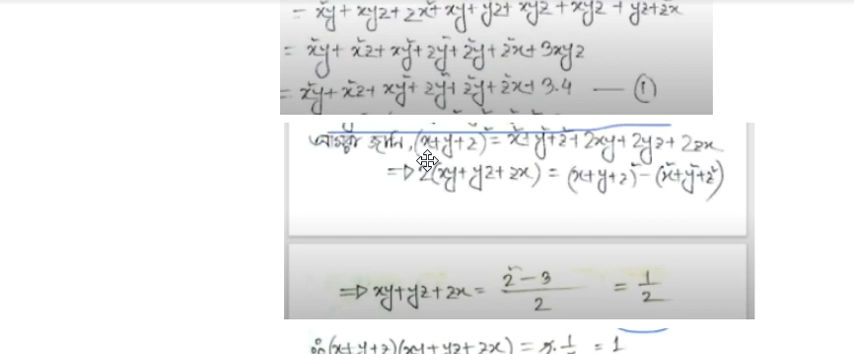 = x²y + xyz + zx² + xy² + y²z + xyz + xyz + yz² + z²x
= x²y + x²z + xy² + zy² + z²y + z²x + 3xyz
= x²y + x²z + xy² + zy² + z²y + z²x + 3.4 — ①
আমরা জানি, (x+y+z)² = x²+y²+z²+2xy+2yz+2zx
⇒ 2(xy+yz+zx) = (x+y+z)² − (x²+y²+z²)
⇒ xy+yz+zx = (2²−3)/2 = 1/2
∴ (x+y+z)(xy+yz+zx) = 2.1/2 = 1